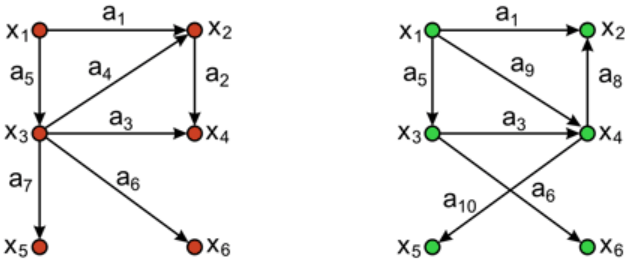 x1 a1 x2 x1 a1 x2
a5 a4 a2 a5 a9 a8
x3 a3 x4 x3 a3 x4
a7 a6 a10 a6
x5 x6 x5 x6